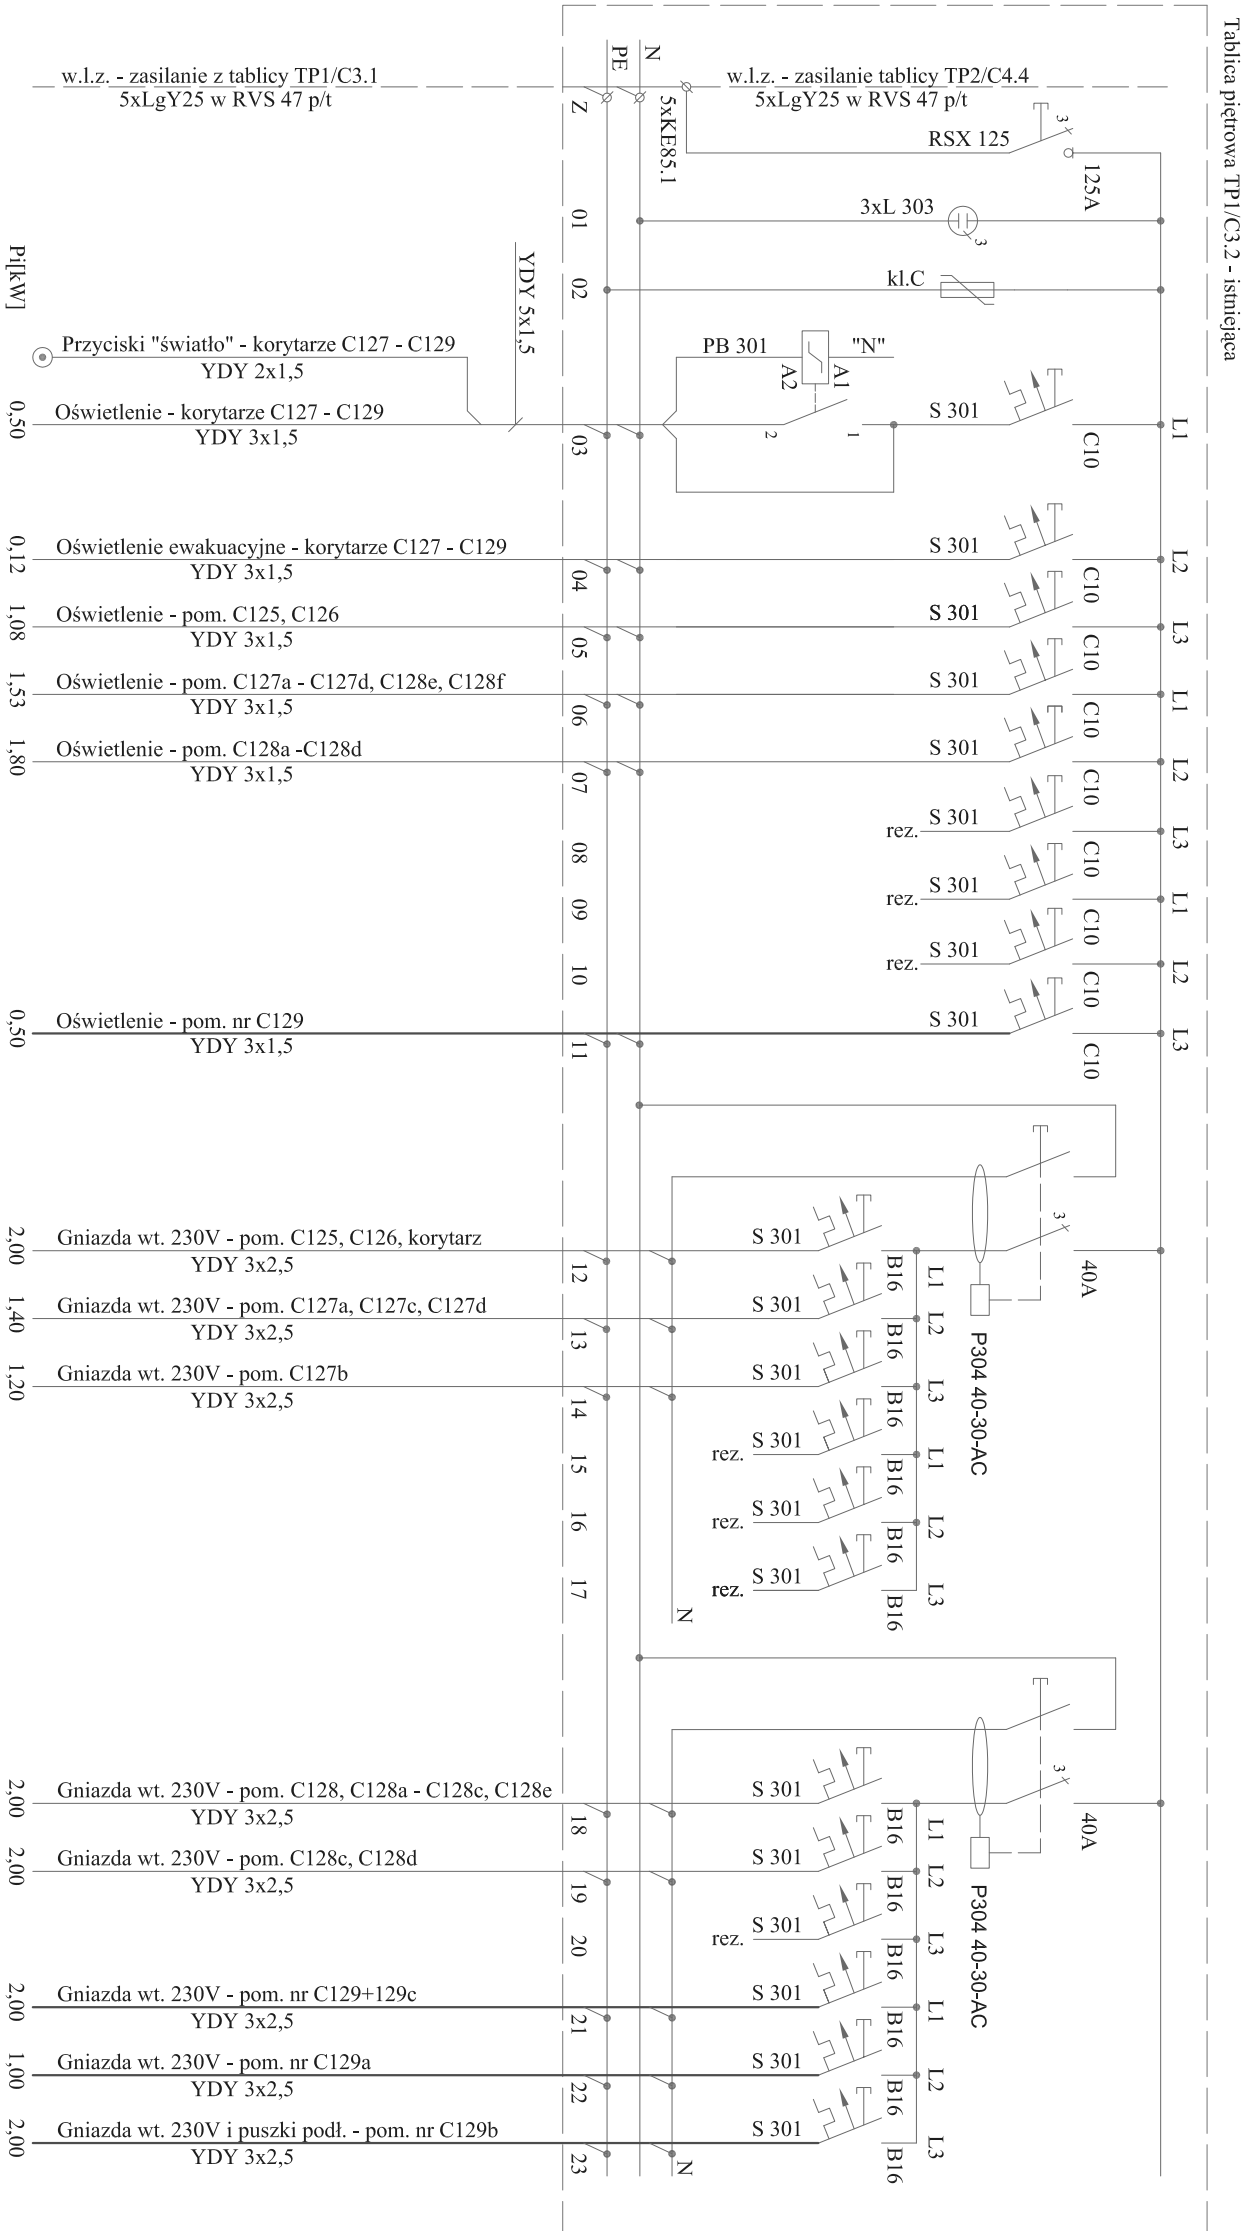 Tablica piętrowa TP1/C3.2 - istniejąca
w.l.z. - zasilanie z tablicy TP1/C3.1
5xLgY25 w RVS 47 p/t
PE
N
Z
5xKE85.1
w.l.z. - zasilanie tablicy TP2/C4.4
5xLgY25 w RVS 47 p/t
RSX 125
3
125A
01
3xL 303
3
Pi[kW]
YDY 5x1,5
02
kl.C
Przyciski "światło" - korytarze C127 - C129
YDY 2x1,5
PB 301
A2
A1
"N"
0,50
Oświetlenie - korytarze C127 - C129
YDY 3x1,5
03
2
1
S 301
C10
L1
0,12
Oświetlenie ewakuacyjne - korytarze C127 - C129
YDY 3x1,5
04
S 301
C10
L2
1,08
Oświetlenie - pom. C125, C126
YDY 3x1,5
05
S 301
C10
L3
1,53
Oświetlenie - pom. C127a - C127d, C128e, C128f
YDY 3x1,5
06
S 301
C10
L1
1,80
Oświetlenie - pom. C128a -C128d
YDY 3x1,5
07
S 301
C10
L2
08
rez.
S 301
C10
L3
09
rez.
S 301
C10
L1
10
rez.
S 301
C10
L2
0,50
Oświetlenie - pom. nr C129
YDY 3x1,5
11
S 301
C10
L3
3
40A
P304 40-30-AC
2,00
Gniazda wt. 230V - pom. C125, C126, korytarz
YDY 3x2,5
12
S 301
B16
L1
1,40
Gniazda wt. 230V - pom. C127a, C127c, C127d
YDY 3x2,5
13
S 301
B16
L2
1,20
Gniazda wt. 230V - pom. C127b
YDY 3x2,5
14
S 301
B16
L3
15
rez.
S 301
B16
L1
16
rez.
S 301
B16
L2
17
rez.
S 301
B16
L3
N
3
40A
P304 40-30-AC
2,00
Gniazda wt. 230V - pom. C128, C128a - C128c, C128e
YDY 3x2,5
18
S 301
B16
L1
2,00
Gniazda wt. 230V - pom. C128c, C128d
YDY 3x2,5
19
S 301
B16
L2
20
rez.
S 301
B16
L3
2,00
Gniazda wt. 230V - pom. nr C129+129c
YDY 3x2,5
21
S 301
B16
L1
1,00
Gniazda wt. 230V - pom. nr C129a
YDY 3x2,5
22
S 301
B16
L2
2,00
Gniazda wt. 230V i puszki podł. - pom. nr C129b
YDY 3x2,5
23
N
S 301
B16
L3